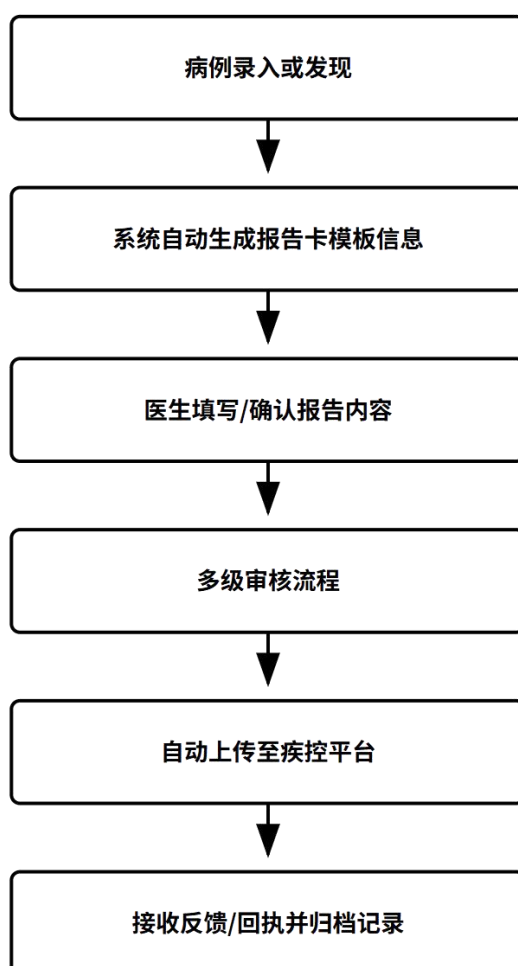 病例录入或发现
系统自动生成报告卡模板信息
医生填写/确认报告内容
多级审核流程
自动上传至疾控平台
接收反馈/回执并归档记录